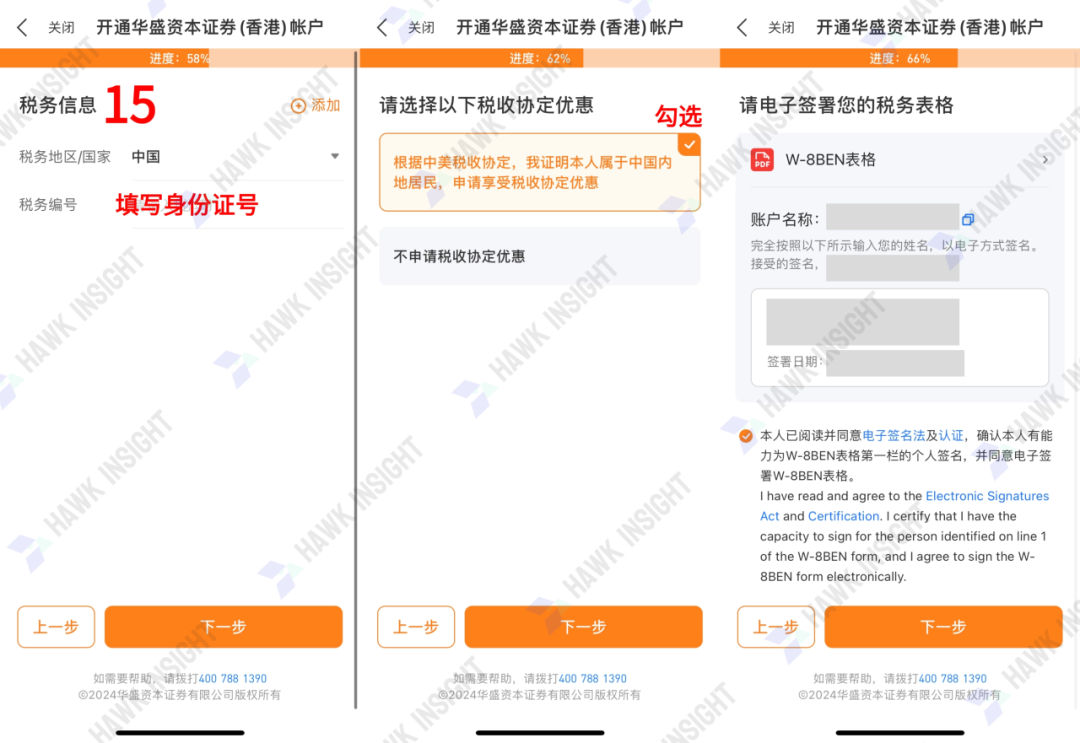 关闭 开通华盛资本证券(香港)帐户
进度：58%
税务信息 15 添加
税务地区/国家 中国
税务编号 填写身份证号
上一步 下一步
如需要帮助，请拨打400 788 1390
©2024华盛资本证券有限公司版权所有
关闭 开通华盛资本证券(香港)帐户
进度：62%
请选择以下税收协定优惠
勾选
根据中美税收协定，我证明本人属于中国内
地居民，申请享受税收协定优惠
不申请税收协定优惠
上一步 下一步
如需要帮助，请拨打400 788 1390
©2024华盛资本证券有限公司版权所有
关闭 开通华盛资本证券(香港)帐户
进度：66%
请电子签署您的税务表格
PDF W-8BEN表格
账户名称：
完全按照以下所示输入您的姓名，以电子方式签名。
接受的签名，
签署日期：
本人已阅读并同意电子签名法及认证，确认本人有能
力为W-8BEN表格第一栏的个人签名，并同意电子签
署W-8BEN表格。
I have read and agree to the Electronic Signatures
Act and Certification. I certify that I have the
capacity to sign for the person identified on line 1
of the W-8BEN form, and I agree to sign the W-
8BEN form electronically.
上一步 下一步
如需要帮助，请拨打400 788 1390
©2024华盛资本证券有限公司版权所有
HAWK INSIGHT